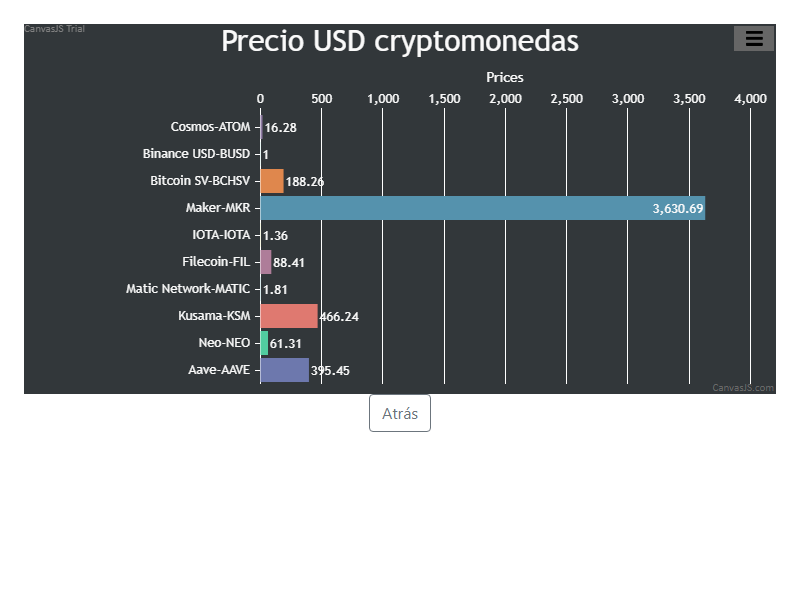 CanvasJS Trial
Precio USD cryptomonedas
Prices
0 500 1,000 1,500 2,000 2,500 3,000 3,500 4,000
Cosmos-ATOM 16.28
Binance USD-BUSD 1
Bitcoin SV-BCHSV 188.26
Maker-MKR 3,630.69
IOTA-IOTA 1.36
Filecoin-FIL 88.41
Matic Network-MATIC 1.81
Kusama-KSM 466.24
Neo-NEO 61.31
Aave-AAVE 395.45
CanvasJS.com
Atrás